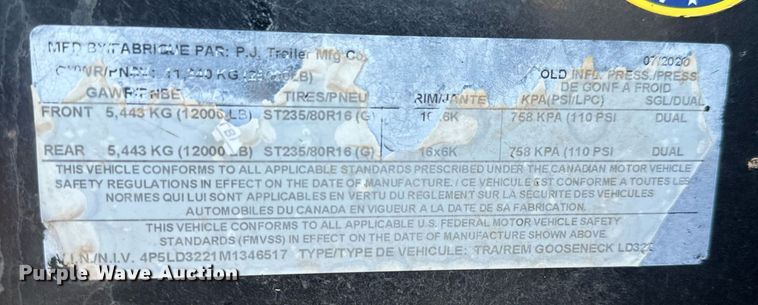 MFD BY/FABRIQUE PAR: P.J. Trailer Mfg Co. 07/2020
11,340 KG LB) COLD INFL. PRESS./PRESS
DE GONF A FROID
TIRES/PNEU RIM/JANTE KPA(PSI/LPC) SGL/DUAL
FRONT 5,443 KG (12000 LB) ST235/80R16 (G) 16x6K 758 KPA (110 PSI DUAL
REAR 5,443 KG (12000 LB) ST235/80R16 (G) 16x6K 758 KPA (110 PSI DUAL
THIS VEHICLE CONFORMS TO ALL APPLICABLE STANDARDS PRESCRIBED UNDER THE CANADIAN MOTOR VEHICLE
SAFETY REGULATIONS IN EFFECT ON THE DATE OF MANUFACTURE. / CE VEHICULE EST CONFORME A TOUTES LES
NORMES QUI LUI SONT APPLICABLES EN VERTU DU REGLEMENT SUR LA SÉCURITÉ DES VEHICULES
AUTOMOBILES DU CANADA EN VIGUEUR A LA DATE DE SA FABRICATION.
THIS VEHICLE CONFORMS TO ALL APPLICABLE U.S. FEDERAL MOTOR VEHICLE SAFETY
STANDARDS (FMVSS) IN EFFECT ON THE DATE OF MANUFACTURE SHOWN ABOVE.
V.I.N./N.I.V. 4P5LD3221M1346517 TYPE/TYPE DE VEHICULE: TRA/REM GOOSENECK LD322
Purple Wave Auction